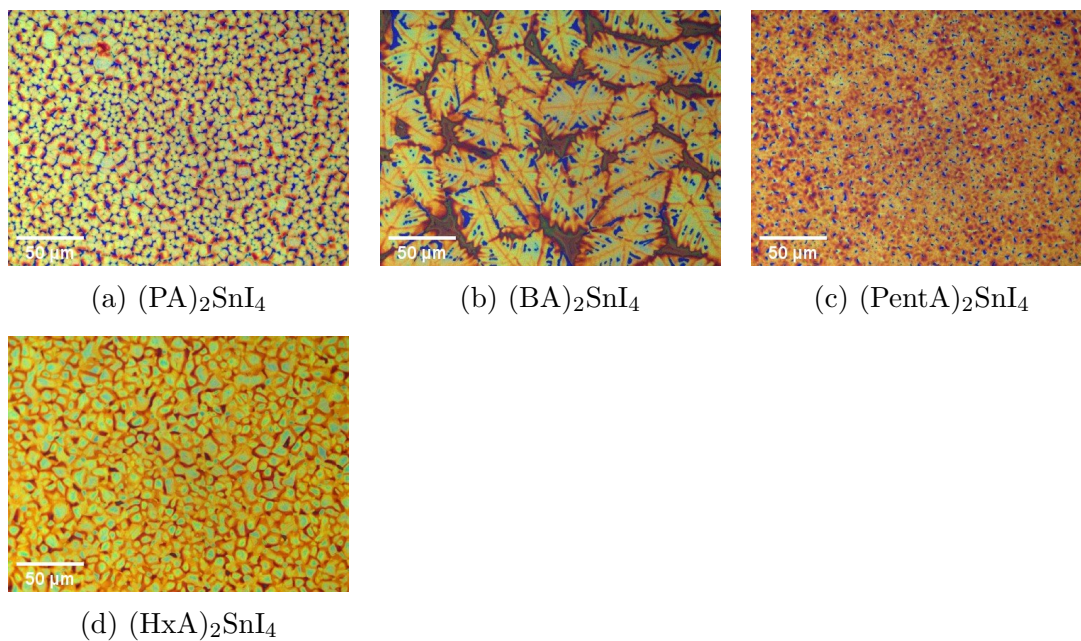 50 μm
50 μm
50 μm
(a) (PA)₂SnI₄
(b) (BA)₂SnI₄
(c) (PentA)₂SnI₄
50 μm
(d) (HxA)₂SnI₄